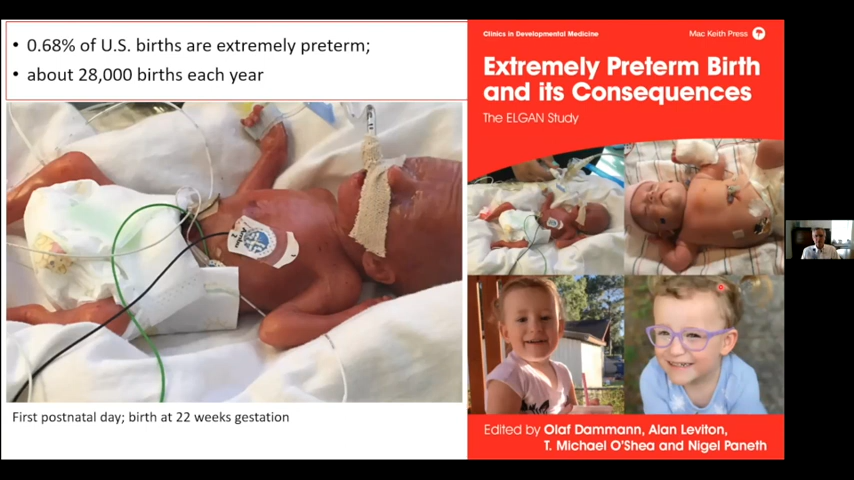 • 0.68% of U.S. births are extremely preterm;
• about 28,000 births each year
First postnatal day; birth at 22 weeks gestation
Clinics in Developmental Medicine
Mac Keith Press
Extremely Preterm Birth
and its Consequences
The ELGAN Study
Edited by Olaf Dammann, Alan Leviton,
T. Michael O'Shea and Nigel Paneth